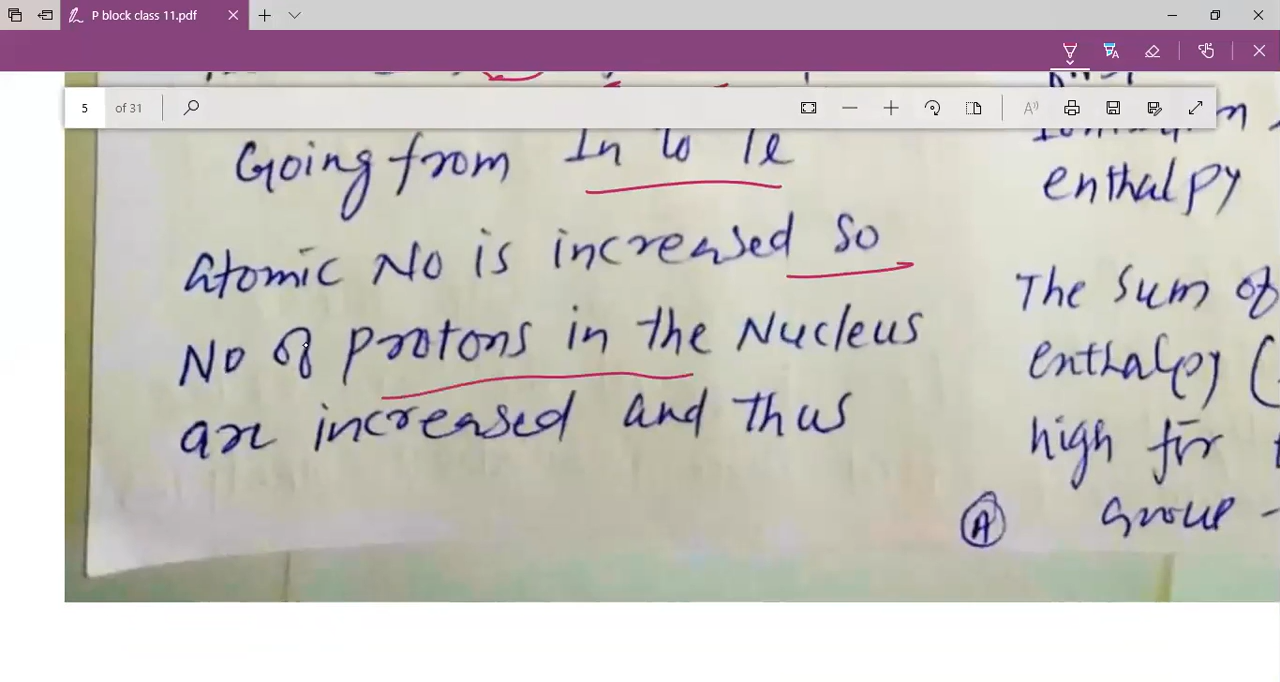 P block class 11.pdf
5 of 31
Going from In to Te
Atomic No is increased so
No of protons in the Nucleus
are increased and thus
enthalpy
The sum of
enthalpy (
high for
Group -
A